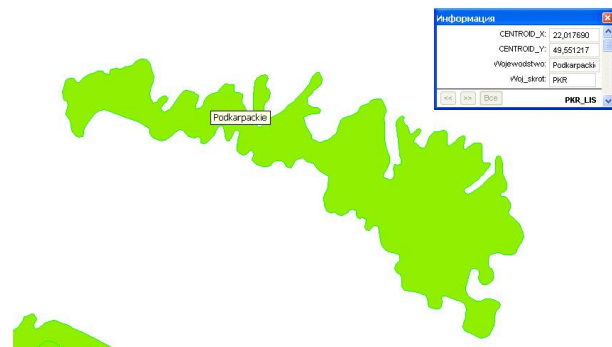 Информация
CENTROID_X: 22,017690
CENTROID_Y: 49,551217
Wojewodstwo: Podkarpacki
Woj_skrot: PKR
<< >> Все PKR_LIS
Podkarpackie